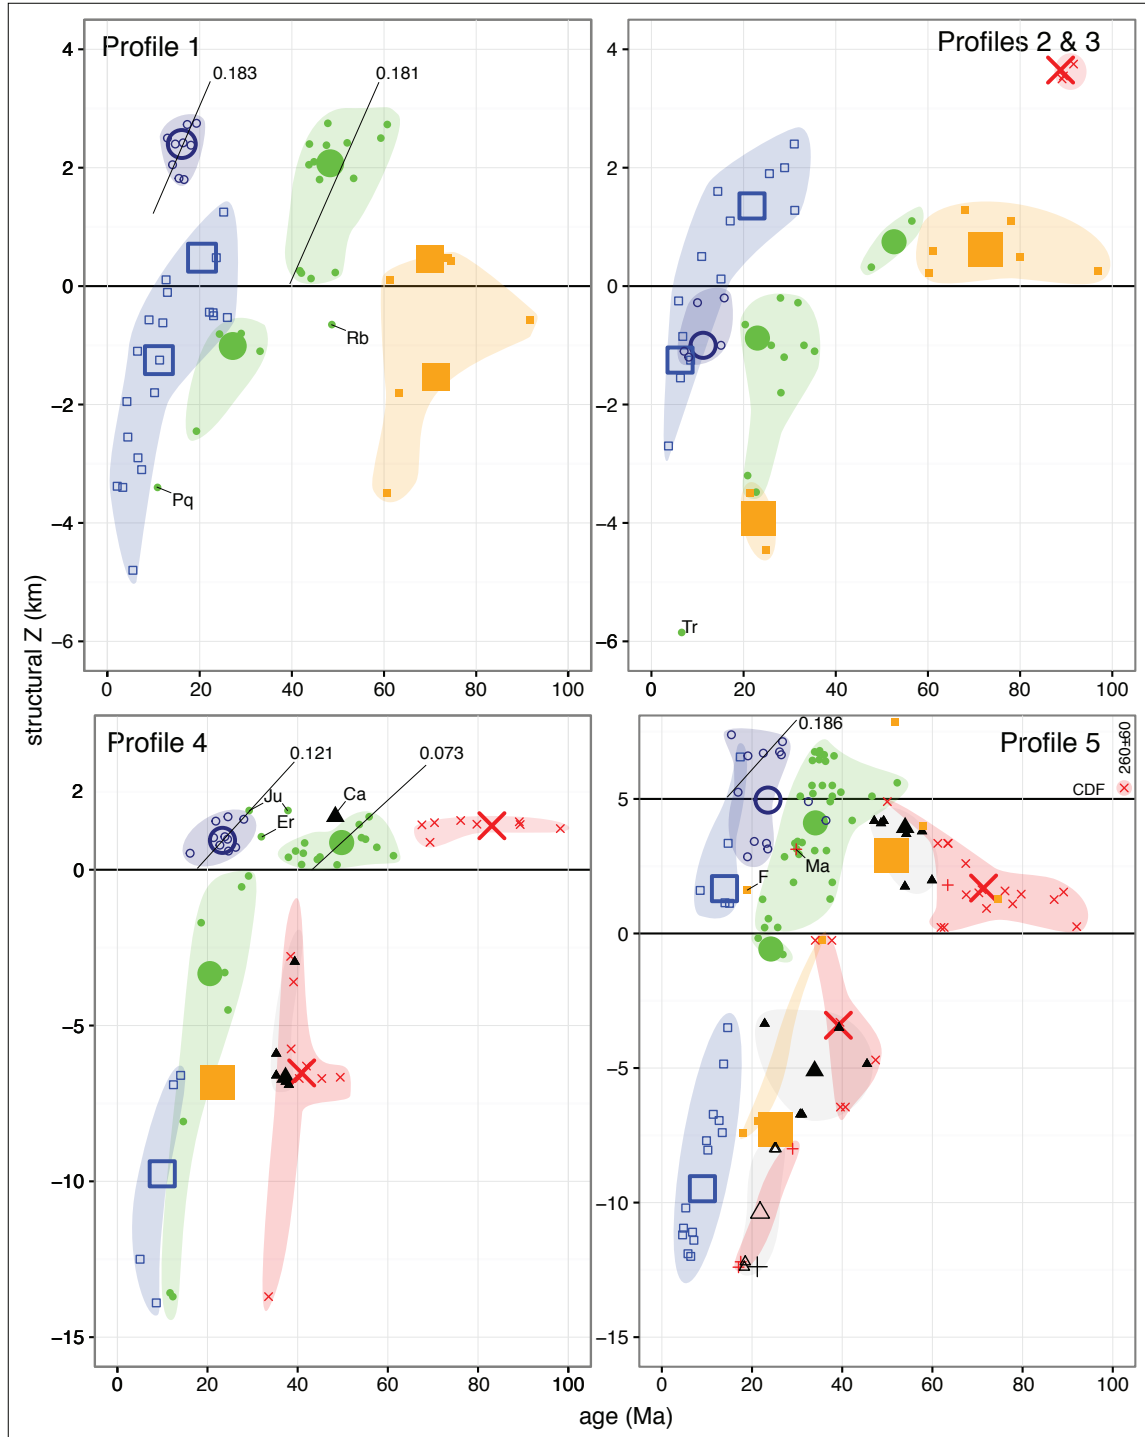 Profile 1
0.183
0.181
4
2
0
−2
−4
−6
Rb
Pq
0 20 40 60 80 100
Profiles 2 & 3
4
2
0
−2
−4
−6
Tr
0 20 40 60 80 100
structural Z (km)
Profile 4
0.121
0.073
Ju
Ca
Er
2
0
−5
−10
−15
0 20 40 60 80 100
0.186
Profile 5
260±60
CDF
5
0
−5
−10
−15
Ma
F
0 20 40 60 80 100
age (Ma)